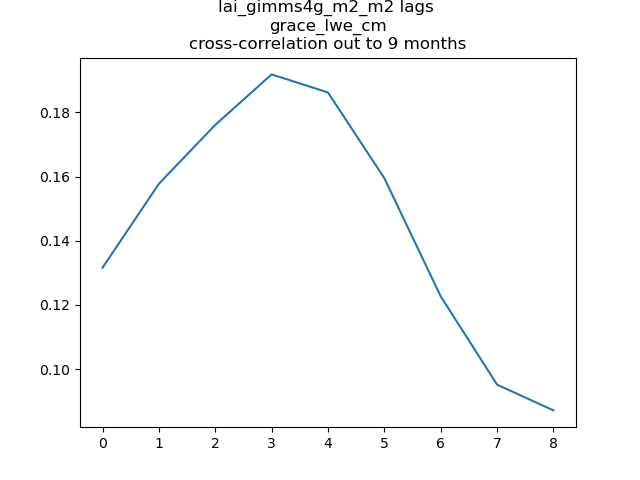 lai_gimms4g_m2_m2 lags
grace_lwe_cm
cross-correlation out to 9 months
0.18
0.16
0.14
0.12
0.10
0 1 2 3 4 5 6 7 8